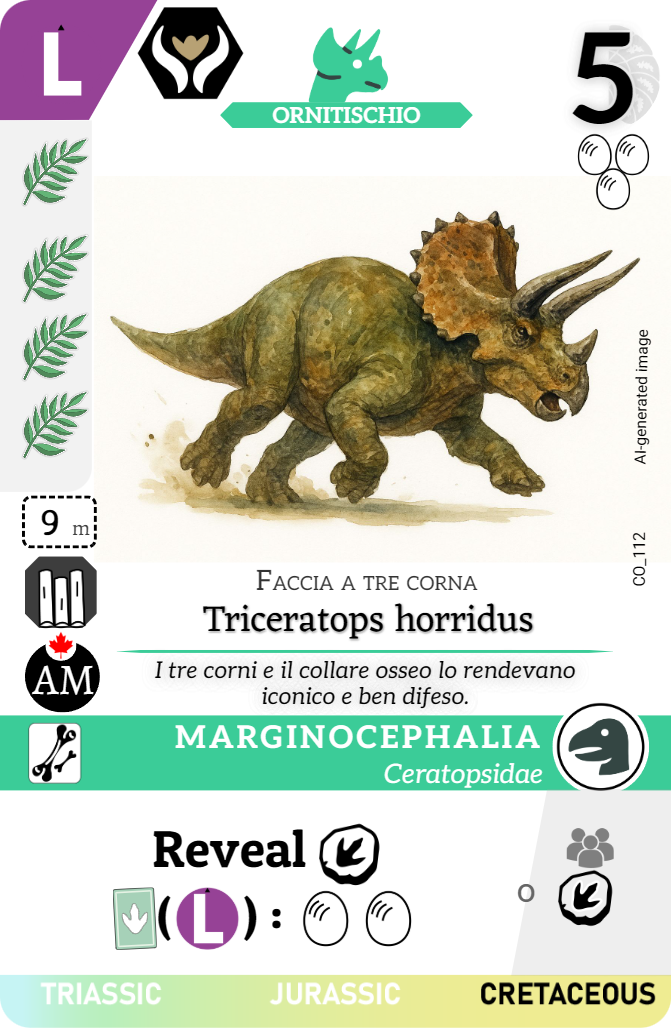 L
ORNITISCHIO
5
9 m
AI-generated image
CO_112
Faccia a tre corna
Triceratops horridus
AM
I tre corni e il collare osseo lo rendevano
iconico e ben difeso.
MARGINOCEPHALIA
Ceratopsidae
Reveal
(L) :
o
TRIASSIC JURASSIC CRETACEOUS